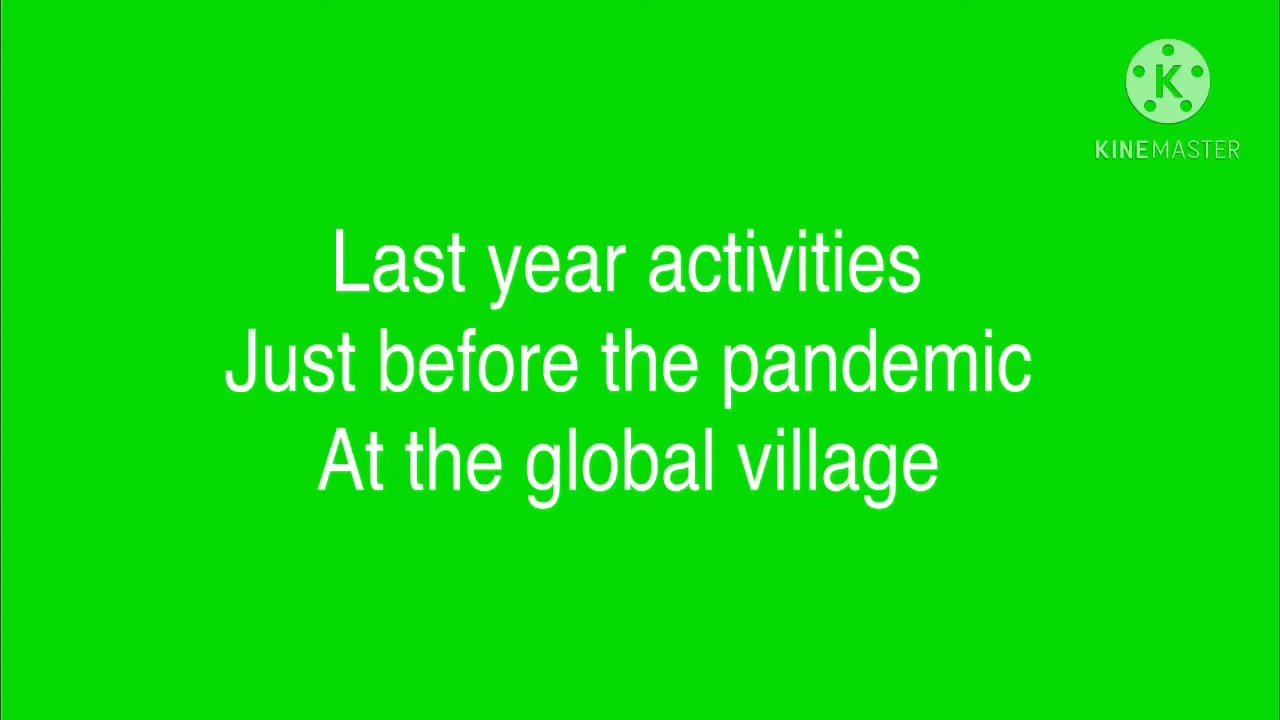 K
KINEMASTER
Last year activities
Just before the pandemic
At the global village